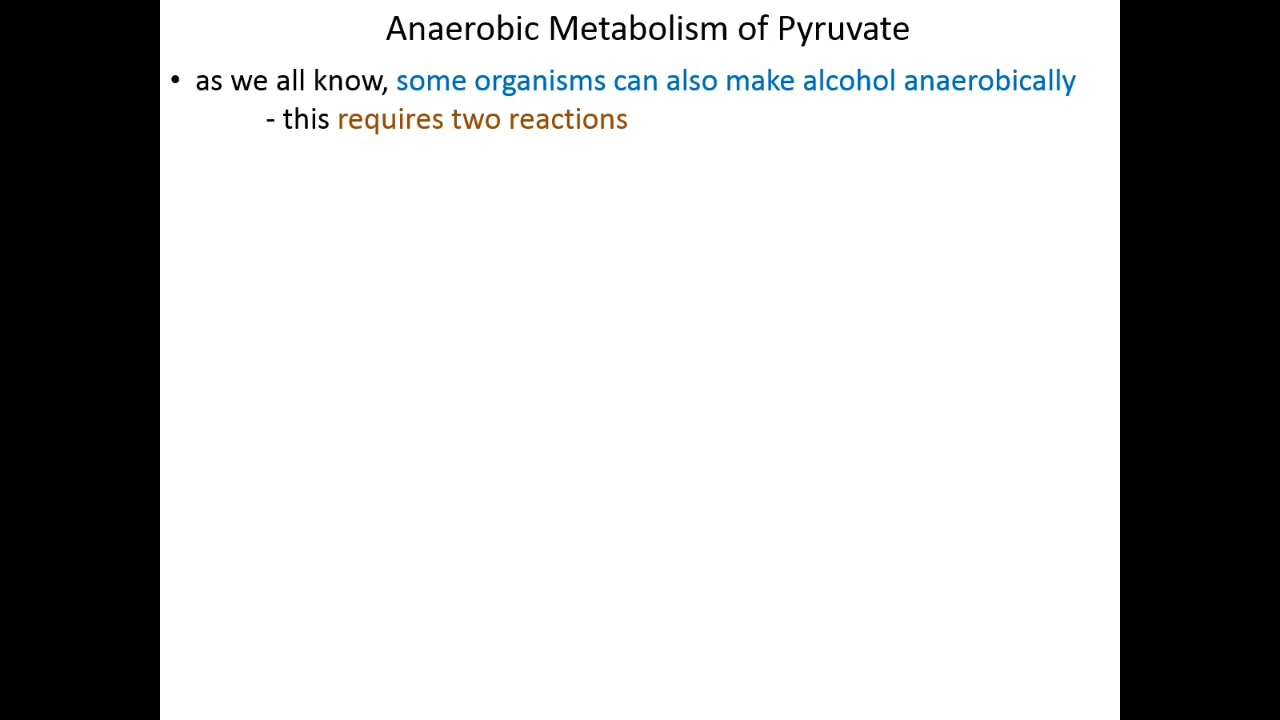 Anaerobic Metabolism of Pyruvate
• as we all know, some organisms can also make alcohol anaerobically
- this requires two reactions